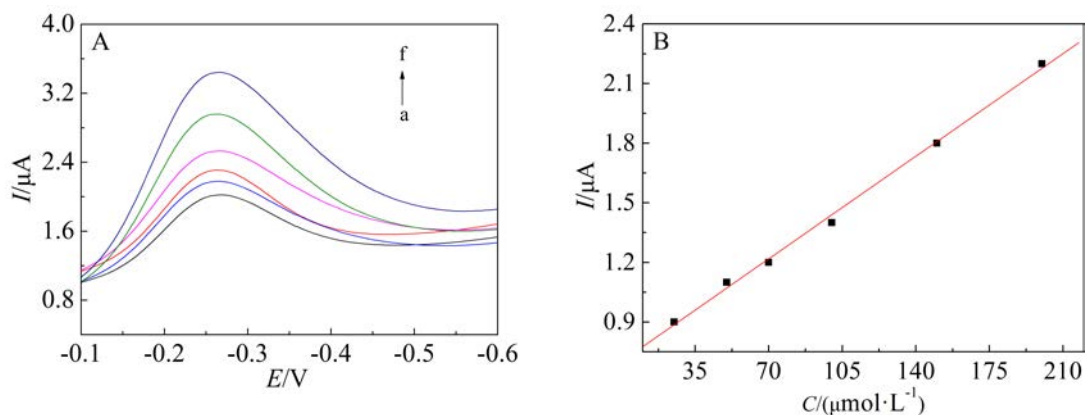 A
f
a
I/μA
4.0
3.2
2.4
1.6
0.8
-0.1
-0.2
-0.3
-0.4
-0.5
-0.6
E/V
B
I/μA
2.4
2.1
1.8
1.5
1.2
0.9
35
70
105
140
175
210
C/(μmol·L⁻¹)